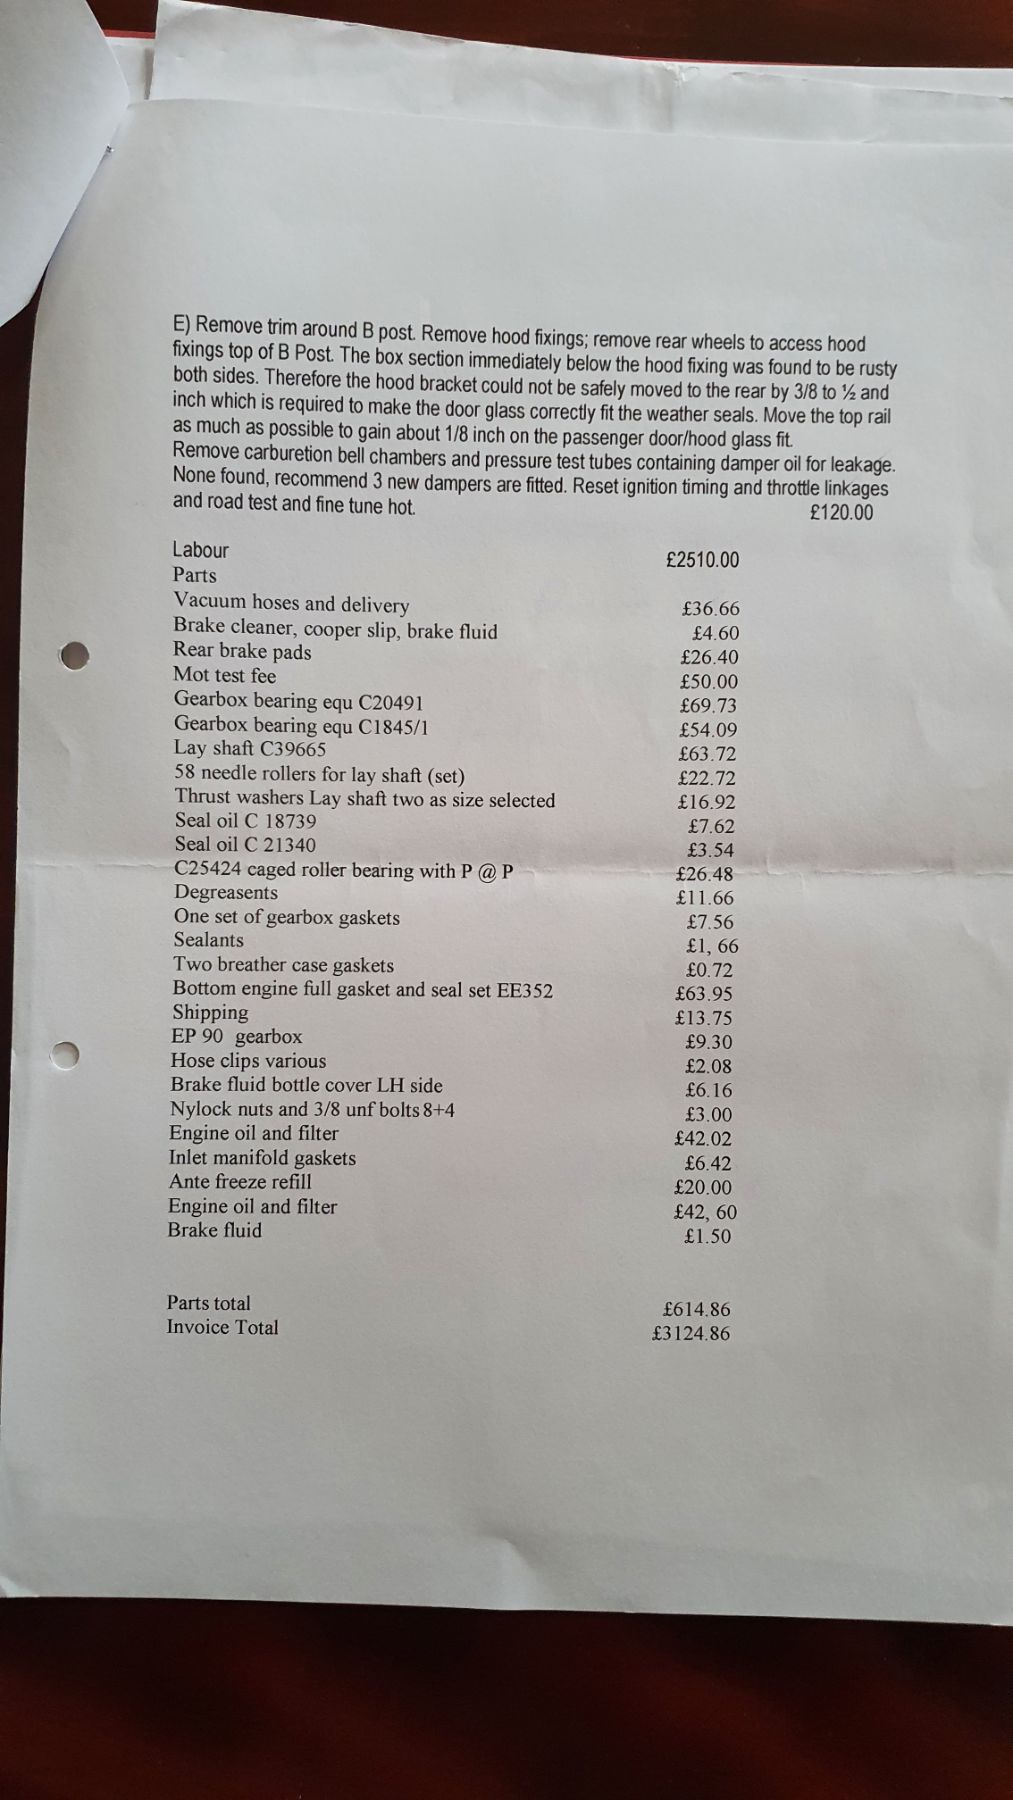 E) Remove trim around B post. Remove hood fixings; remove rear wheels to access hood
fixings top of B Post. The box section immediately below the hood fixing was found to be rusty
both sides. Therefore the hood bracket could not be safely moved to the rear by 3/8 to ½ and
inch which is required to make the door glass correctly fit the weather seals. Move the top rail
as much as possible to gain about 1/8 inch on the passenger door/hood glass fit.
Remove carburetion bell chambers and pressure test tubes containing damper oil for leakage.
None found, recommend 3 new dampers are fitted. Reset ignition timing and throttle linkages
and road test and fine tune hot. £120.00
Labour £2510.00
Parts
Vacuum hoses and delivery £36.66
Brake cleaner, cooper slip, brake fluid £4.60
Rear brake pads £26.40
Mot test fee £50.00
Gearbox bearing equ C20491 £69.73
Gearbox bearing equ C1845/1 £54.09
Lay shaft C39665 £63.72
58 needle rollers for lay shaft (set) £22.72
Thrust washers Lay shaft two as size selected £16.92
Seal oil C 18739 £7.62
Seal oil C 21340 £3.54
C25424 caged roller bearing with P @ P £26.48
Degreasents £11.66
One set of gearbox gaskets £7.56
Sealants £1, 66
Two breather case gaskets £0.72
Bottom engine full gasket and seal set EE352 £63.95
Shipping £13.75
EP 90 gearbox £9.30
Hose clips various £2.08
Brake fluid bottle cover LH side £6.16
Nylock nuts and 3/8 unf bolts 8+4 £3.00
Engine oil and filter £42.02
Inlet manifold gaskets £6.42
Ante freeze refill £20.00
Engine oil and filter £42, 60
Brake fluid £1.50
Parts total £614.86
Invoice Total £3124.86